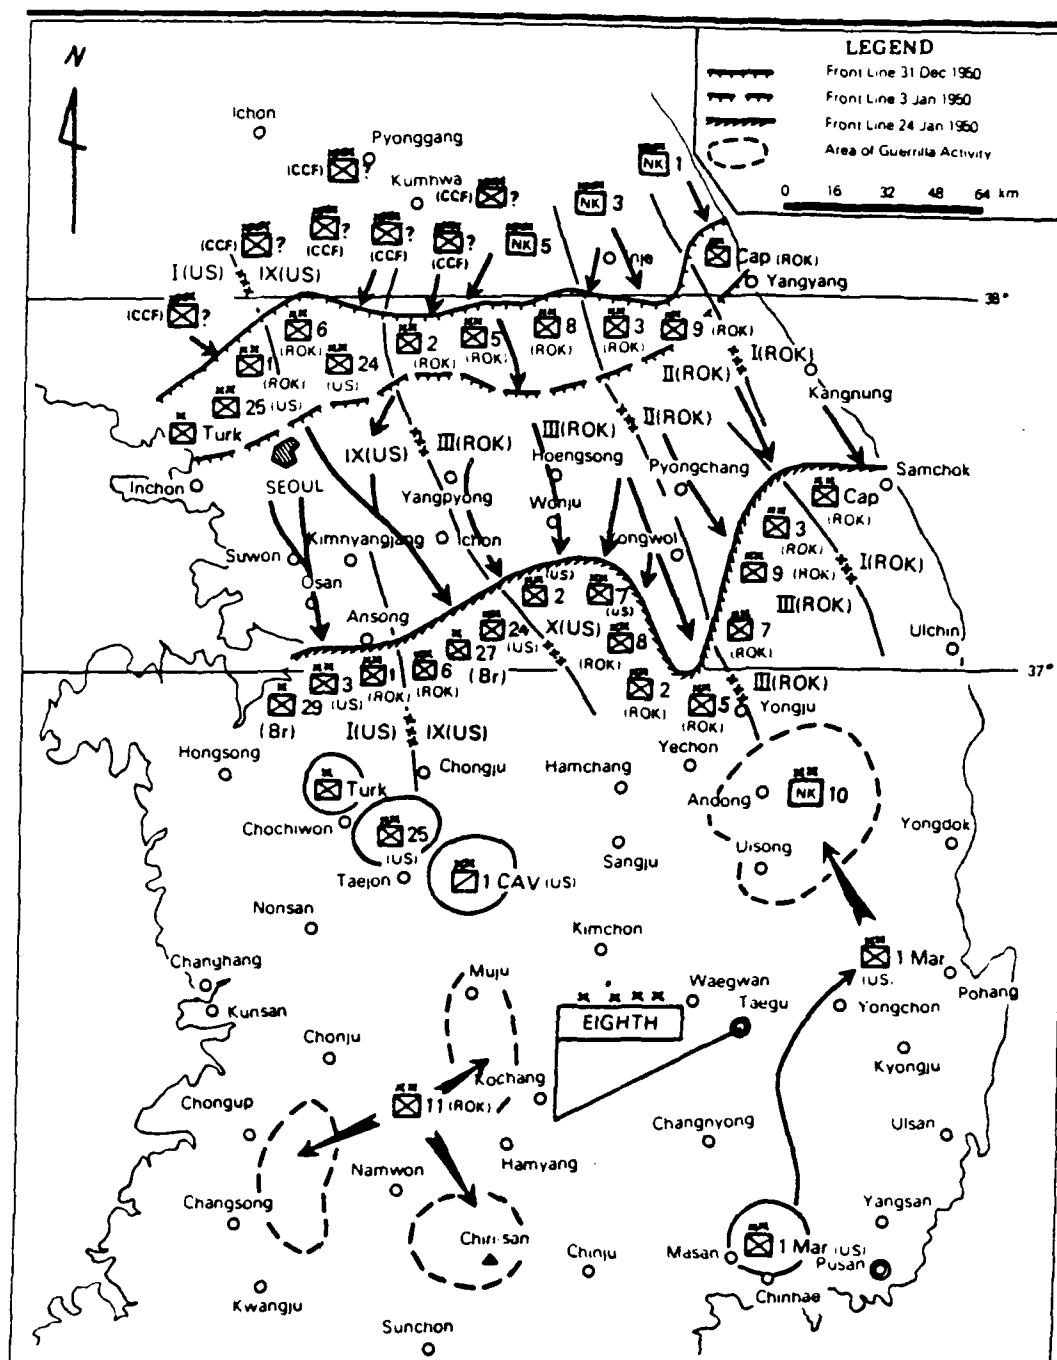 LEGEND
Front Line 31 Dec 1950
Front Line 3 Jan 1950
Front Line 24 Jan 1950
Area of Guerrilla Activity
0 16 32 48 64 km
N
Ichon
Pyonggang
(CCF) ?
Kumhwa
(CCF) ?
NK 1
NK 3
(CCF) ?
(CCF) ?
(CCF) ?
(CCF) ?
NK 5
I(US) IX(US)
Inje
Cap (ROK)
Yangyang
38°
(CCF) ?
6 (ROK)
2 (ROK)
5 (ROK)
8 (ROK)
3 (ROK)
9 (ROK)
1 (ROK)
24 (US)
I(ROK)
II(ROK)
Kangnung
25 (US)
Turk
IX(US)
III(ROK)
III(ROK)
II(ROK)
Hoengsong
Pyongchang
Samchok
Inchon
SEOUL
Yangpyong
Wonju
Cap (ROK)
Suwon
Kimnyangjang
Ichon
Yongwol
3 (ROK)
I(ROK)
Osan
Ansong
2 (US)
7 (US)
9 (ROK)
III(ROK)
24 (US)
X(US)
8 (ROK)
7 (ROK)
Ulchin
27 (Br)
37°
29 (Br)
3 (US)
1 (ROK)
6 (ROK)
2 (ROK)
5 (ROK)
III(ROK)
Yongju
I(US) IX(US)
Hongsong
Chongju
Hamchang
Yechon
Turk
Andong
NK 10
Chochiwon
25 (US)
Sangju
Uisong
Yongdok
Taejon
1 CAV (US)
Nonsan
Kimchon
Changhang
Muju
1 Mar (US)
Pohang
Kunsan
Waegwan
Taegu
Yongchon
EIGHTH
Chonju
Kyongju
Kochang
Chongup
11 (ROK)
Changnyong
Ulsan
Namwon
Hamyang
Changsong
Yangsan
Chiri-san
Chinju
Masan
1 Mar (US)
Pusan
Chinhae
Kwangju
Sunchon